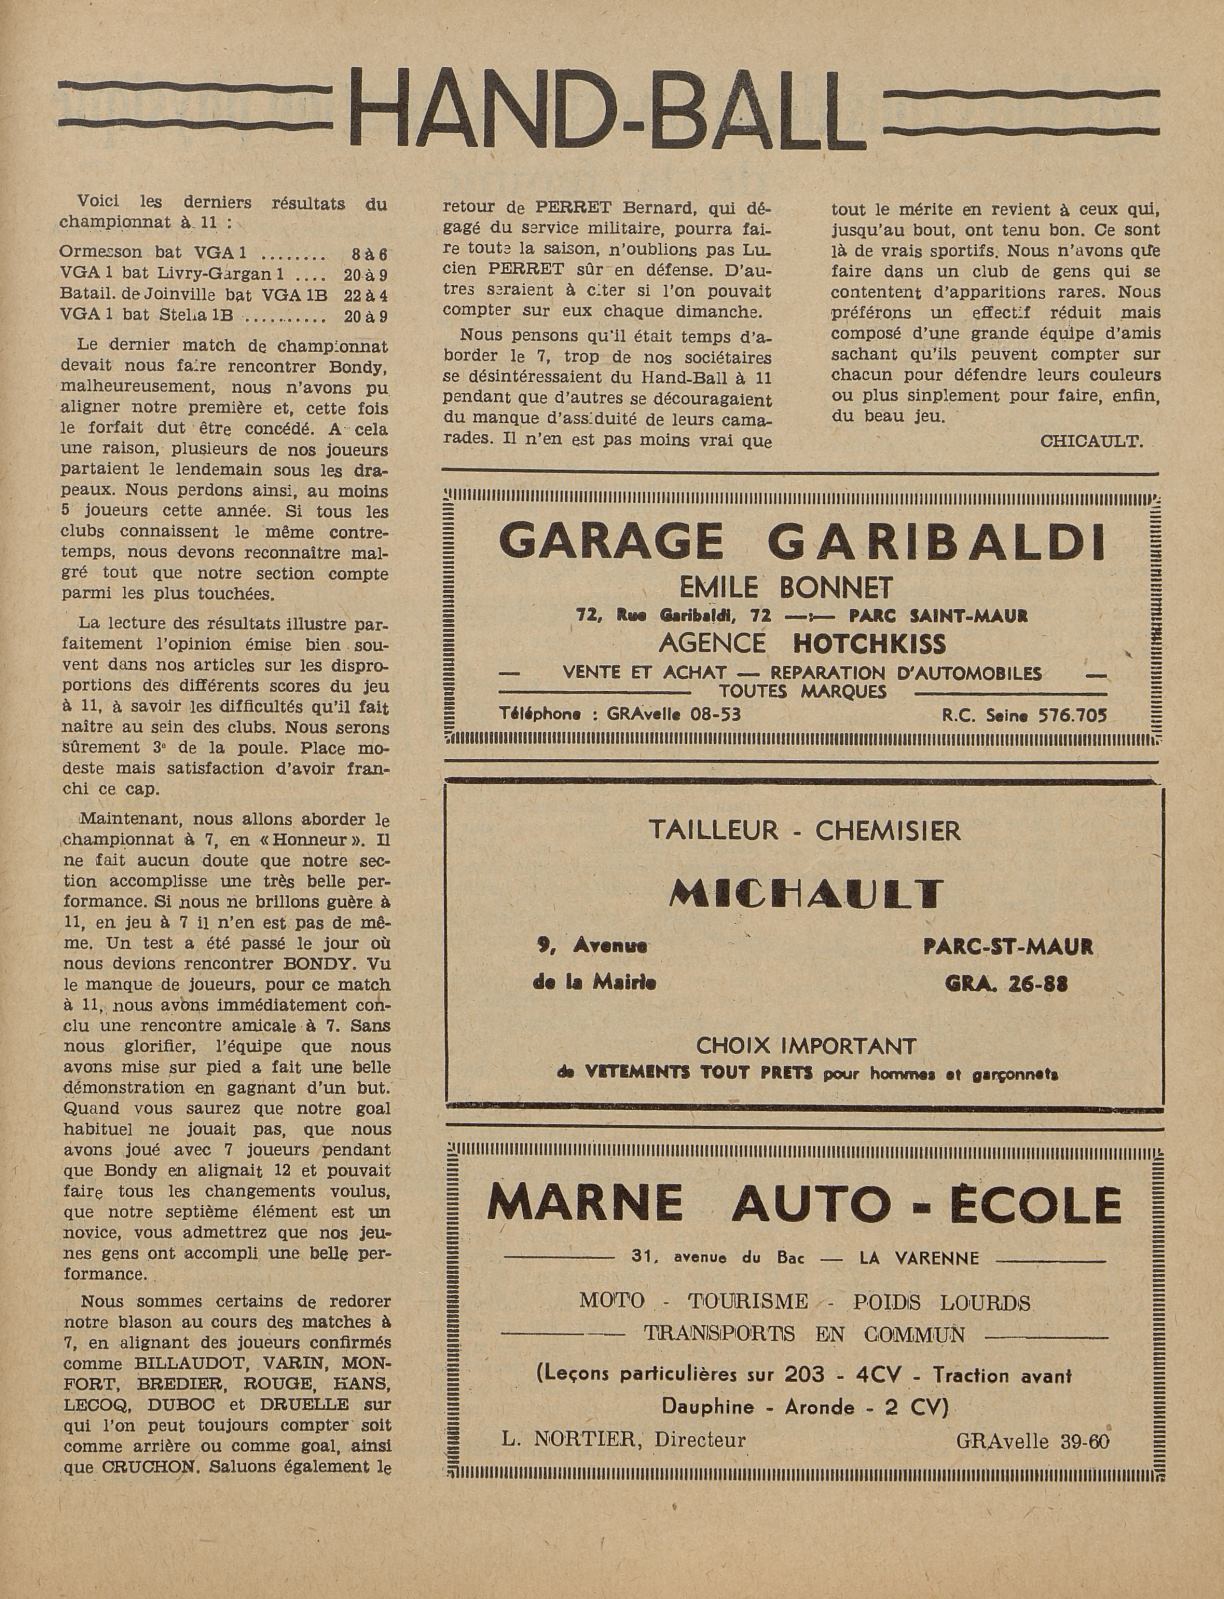 HAND-BALL
Voici les derniers résultats du
championnat à 11 :
Ormesson bat VGA 1 ........ 8 à 6
VGA 1 bat Livry-Gargan 1 .... 20 à 9
Batail. de Joinville bat VGA 1B 22 à 4
VGA 1 bat Stella 1B .......... 20 à 9
Le dernier match de championnat
devait nous faire rencontrer Bondy,
malheureusement, nous n'avons pu
aligner notre première et, cette fois
le forfait dut être concédé. A cela
une raison, plusieurs de nos joueurs
partaient le lendemain sous les dra-
peaux. Nous perdons ainsi, au moins
5 joueurs cette année. Si tous les
clubs connaissent le même contre-
temps, nous devons reconnaître mal-
gré tout que notre section compte
parmi les plus touchées.
La lecture des résultats illustre par-
faitement l'opinion émise bien sou-
vent dans nos articles sur les dispro-
portions des différents scores du jeu
à 11, à savoir les difficultés qu'il fait
naître au sein des clubs. Nous serons
sûrement 3e de la poule. Place mo-
deste mais satisfaction d'avoir fran-
chi ce cap.
Maintenant, nous allons aborder le
championnat à 7, en « Honneur ». Il
ne fait aucun doute que notre sec-
tion accomplisse une très belle per-
formance. Si nous ne brillons guère à
11, en jeu à 7 il n'en est pas de mê-
me. Un test a été passé le jour où
nous devions rencontrer BONDY. Vu
le manque de joueurs, pour ce match
à 11, nous avons immédiatement con-
clu une rencontre amicale à 7. Sans
nous glorifier, l'équipe que nous
avons mise sur pied a fait une belle
démonstration en gagnant d'un but.
Quand vous saurez que notre goal
habituel ne jouait pas, que nous
avons joué avec 7 joueurs pendant
que Bondy en alignait 12 et pouvait
faire tous les changements voulus,
que notre septième élément est un
novice, vous admettrez que nos jeu-
nes gens ont accompli une belle per-
formance.
Nous sommes certains de redorer
notre blason au cours des matches à
7, en alignant des joueurs confirmés
comme BILLAUDOT, VARIN, MON-
FORT, BREDIER, ROUGE, HANS,
LECOQ, DUBOC et DRUELLE sur
qui l'on peut toujours compter soit
comme arrière ou comme goal, ainsi
que CRUCHON. Saluons également le
retour de PERRET Bernard, qui dé-
gagé du service militaire, pourra fai-
re toute la saison, n'oublions pas Lu-
cien PERRET sûr en défense. D'au-
tres seraient à citer si l'on pouvait
compter sur eux chaque dimanche.
Nous pensons qu'il était temps d'a-
border le 7, trop de nos sociétaires
se désintéressaient du Hand-Ball à 11
pendant que d'autres se décourageaient
du manque d'assiduité de leurs cama-
rades. Il n'en est pas moins vrai que
tout le mérite en revient à ceux qui,
jusqu'au bout, ont tenu bon. Ce sont
là de vrais sportifs. Nous n'avons que
faire dans un club de gens qui se
contentent d'apparitions rares. Nous
préférons un effectif réduit mais
composé d'une grande équipe d'amis
sachant qu'ils peuvent compter sur
chacun pour défendre leurs couleurs
ou plus sinplement pour faire, enfin,
du beau jeu.
CHICAULT.
GARAGE GARIBALDI
EMILE BONNET
72, Rue Garibaldi, 72 —:— PARC SAINT-MAUR
AGENCE HOTCHKISS
— VENTE ET ACHAT — REPARATION D'AUTOMOBILES —
TOUTES MARQUES
Téléphone : GRAvelle 08-53 R.C. Seine 576.705
TAILLEUR - CHEMISIER
MICHAULT
9, Avenue PARC-ST-MAUR
de la Mairie GRA. 26-88
CHOIX IMPORTANT
de VETEMENTS TOUT PRETS pour hommes et garçonnets
MARNE AUTO - ÉCOLE
31, avenue du Bac — LA VARENNE
MOTO - TOURISME - POIDS LOURDS
TRANSPORTS EN COMMUN
(Leçons particulières sur 203 - 4CV - Traction avant
Dauphine - Aronde - 2 CV)
L. NORTIER, Directeur GRAvelle 39-60